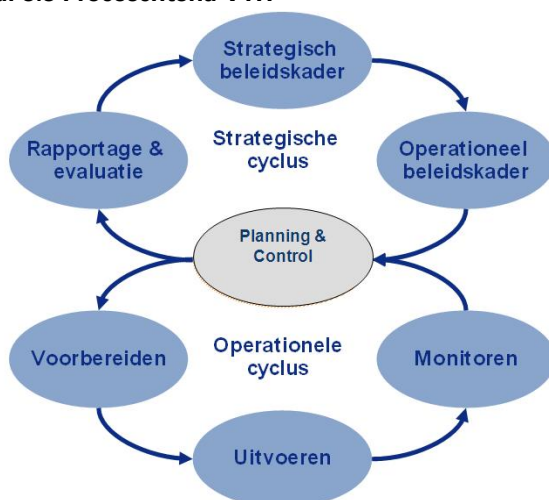 Strategisch
beleidskader
Rapportage &
evaluatie
Strategische
cyclus
Operationeel
beleidskader
Planning &
Control
Voorbereiden
Operationele
cyclus
Monitoren
Uitvoeren